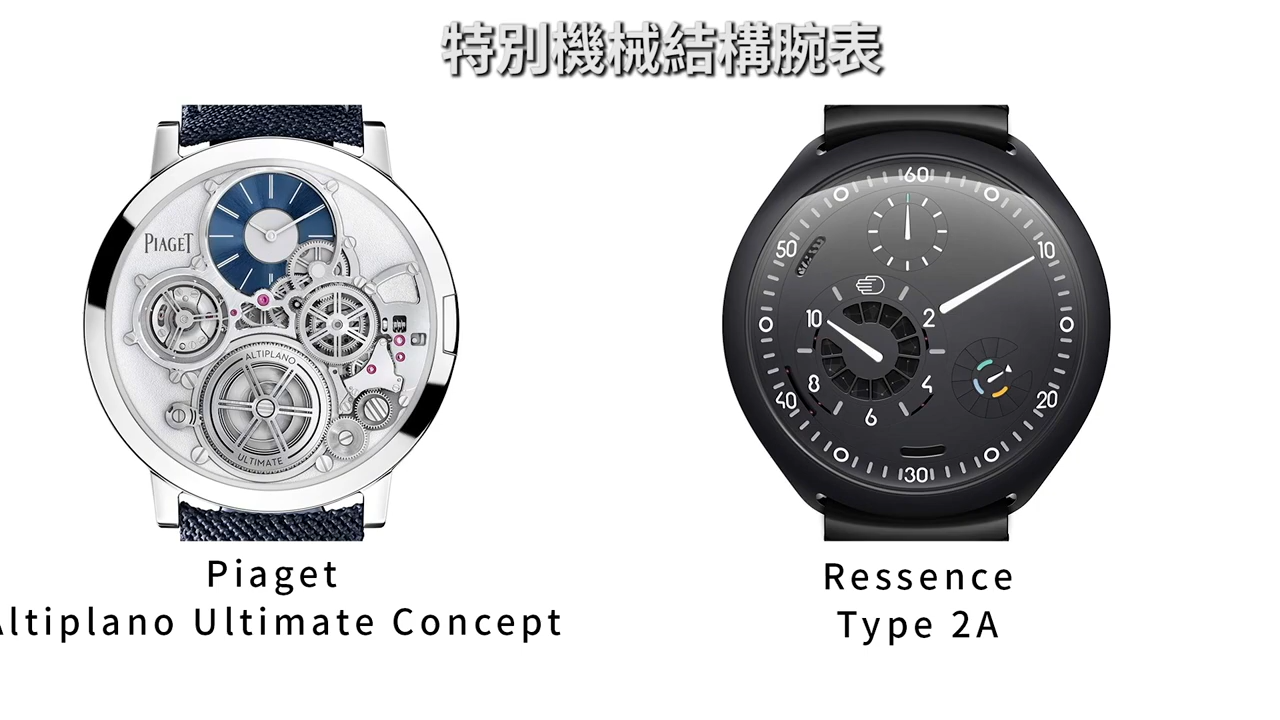 特別機械結構腕表
PIAGET
ALTIPLANO
ULTIMATE
60
50
10
10
2
8
4
40
20
6
30
Piaget
Altiplano Ultimate Concept
Ressence
Type 2A